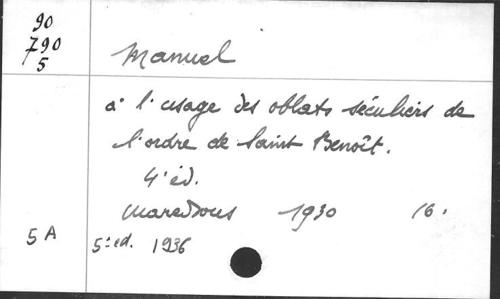 90
790
5
Manuel
à l'usage des oblats séculiers de
l'ordre de Saint Benoît.
4e éd.
Maredsous 1930 16.
5 A
5e éd. 1936